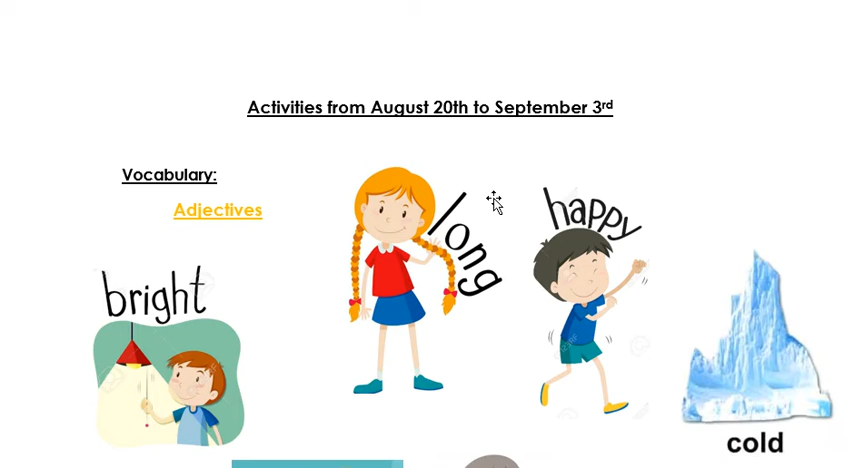 Activities from August 20th to September 3rd
Vocabulary:
Adjectives
long
happy
bright
cold